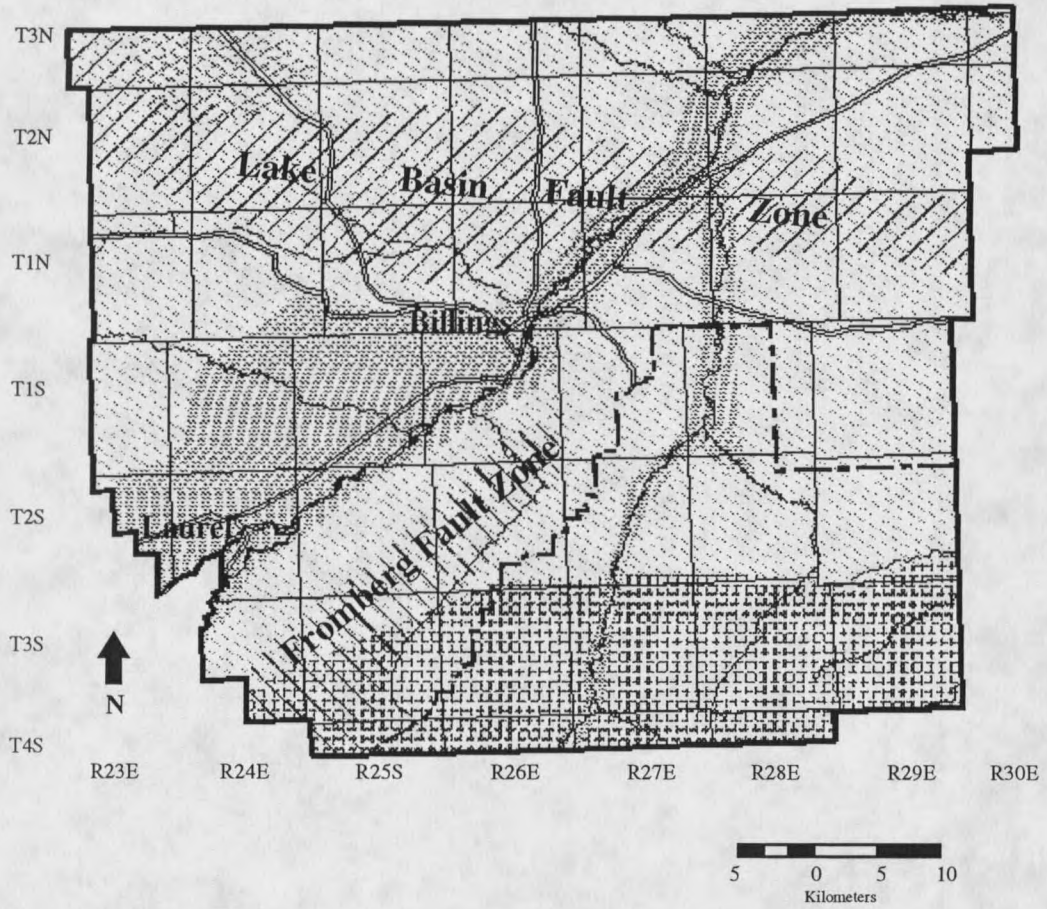 T3N
T2N
Lake Basin Fault Zone
T1N
Billings
T1S
Fromberg Fault Zone
T2S
Laurel
T3S
N
T4S
R23E R24E R25S R26E R27E R28E R29E R30E
5 0 5 10
Kilometers